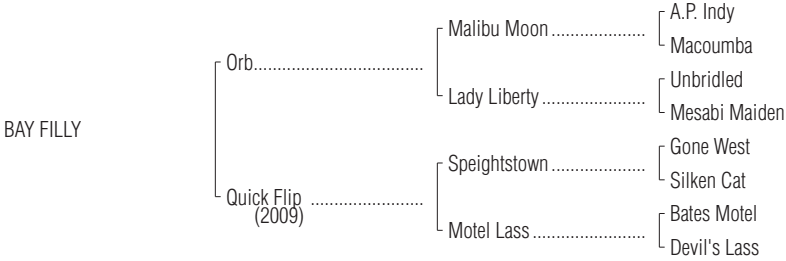 A.P. Indy
Malibu Moon .....................
Macoumba
Orb..................................
Unbridled
Lady Liberty .......................
Mesabi Maiden
BAY FILLY
Gone West
Speightstown .....................
Silken Cat
Quick Flip ........................
(2009)
Bates Motel
Motel Lass .........................
Devil's Lass